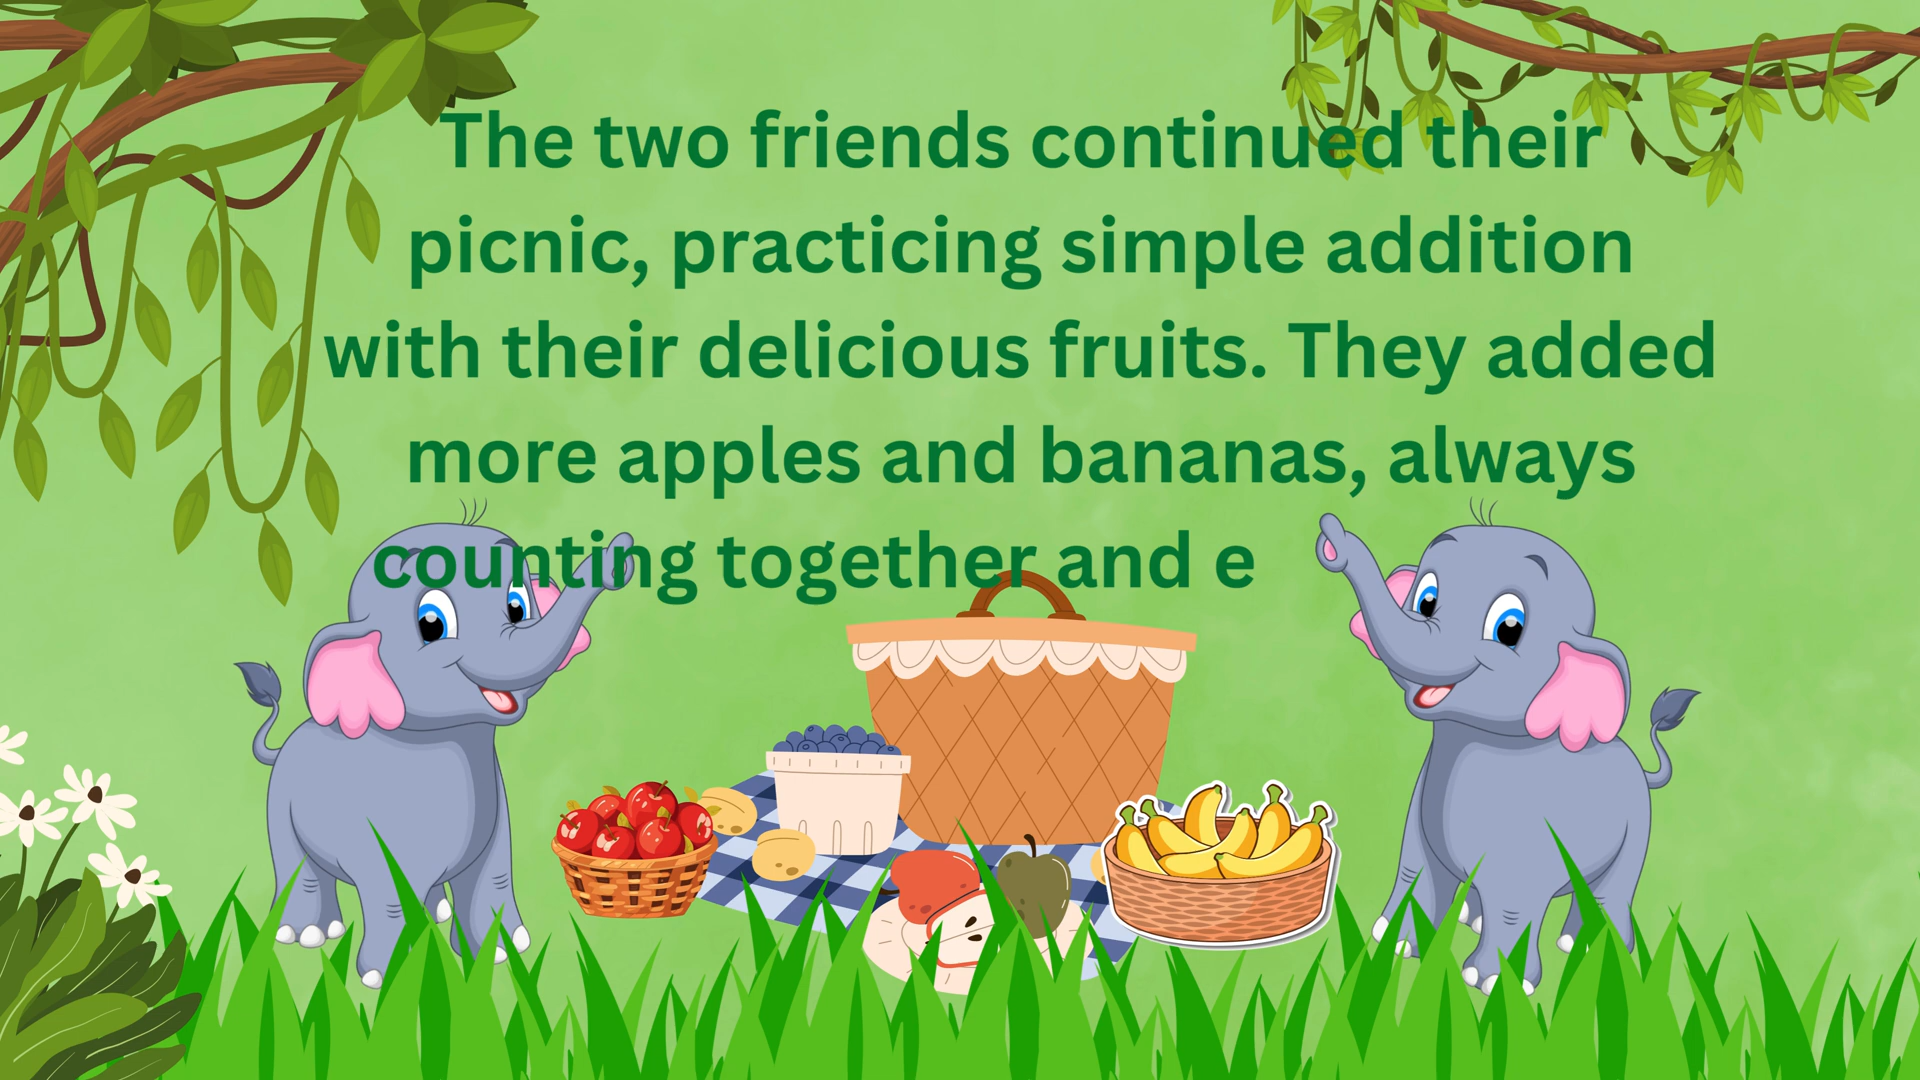 The two friends continued their
picnic, practicing simple addition
with their delicious fruits. They added
more apples and bananas, always
counting together and e